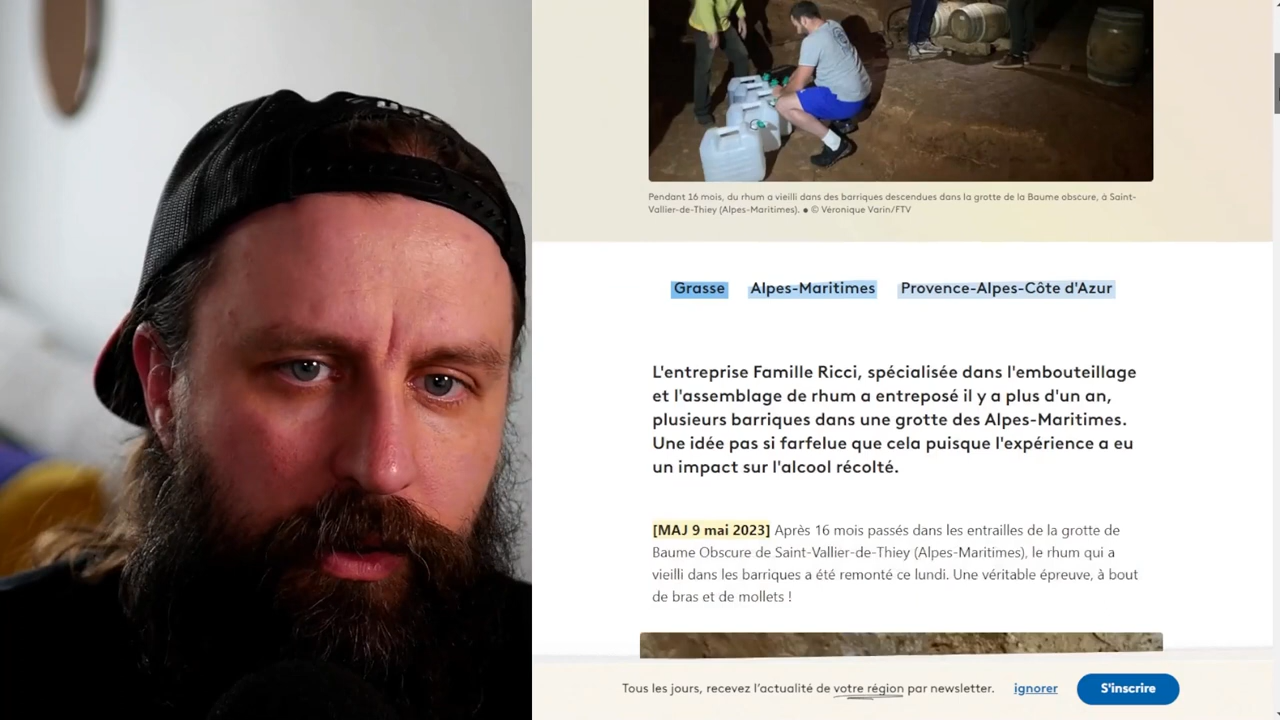 Pendant 16 mois, du rhum a vieilli dans des barriques descendues dans la grotte de la Baume obscure, à Saint-
Vallier-de-Thiey (Alpes-Maritimes). • © Véronique Varin/FTV
Grasse Alpes-Maritimes Provence-Alpes-Côte d'Azur
L'entreprise Famille Ricci, spécialisée dans l'embouteillage
et l'assemblage de rhum a entreposé il y a plus d'un an,
plusieurs barriques dans une grotte des Alpes-Maritimes.
Une idée pas si farfelue que cela puisque l'expérience a eu
un impact sur l'alcool récolté.
[MAJ 9 mai 2023] Après 16 mois passés dans les entrailles de la grotte de
Baume Obscure de Saint-Vallier-de-Thiey (Alpes-Maritimes), le rhum qui a
vieilli dans les barriques a été remonté ce lundi. Une véritable épreuve, à bout
de bras et de mollets !
Tous les jours, recevez l'actualité de votre région par newsletter. ignorer S'inscrire